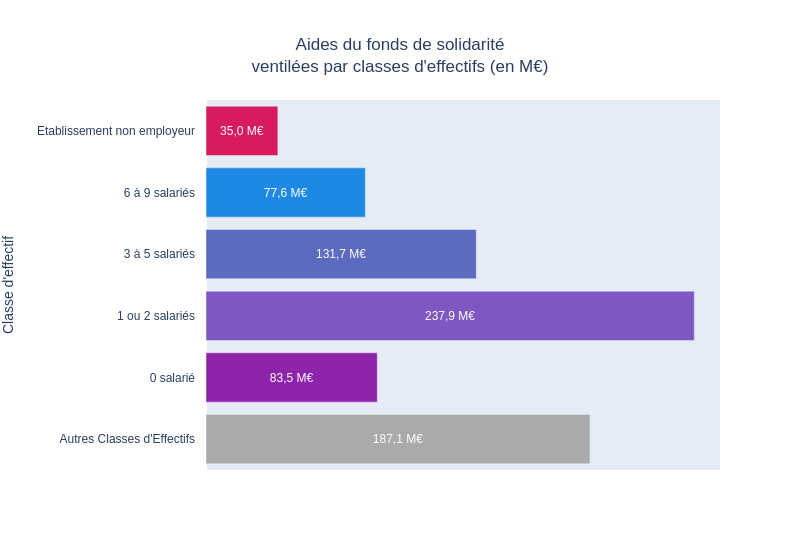 Aides du fonds de solidarité
ventilées par classes d'effectifs (en M€)
Classe d'effectif
Etablissement non employeur
35,0 M€
6 à 9 salariés
77,6 M€
3 à 5 salariés
131,7 M€
1 ou 2 salariés
237,9 M€
0 salarié
83,5 M€
Autres Classes d'Effectifs
187,1 M€